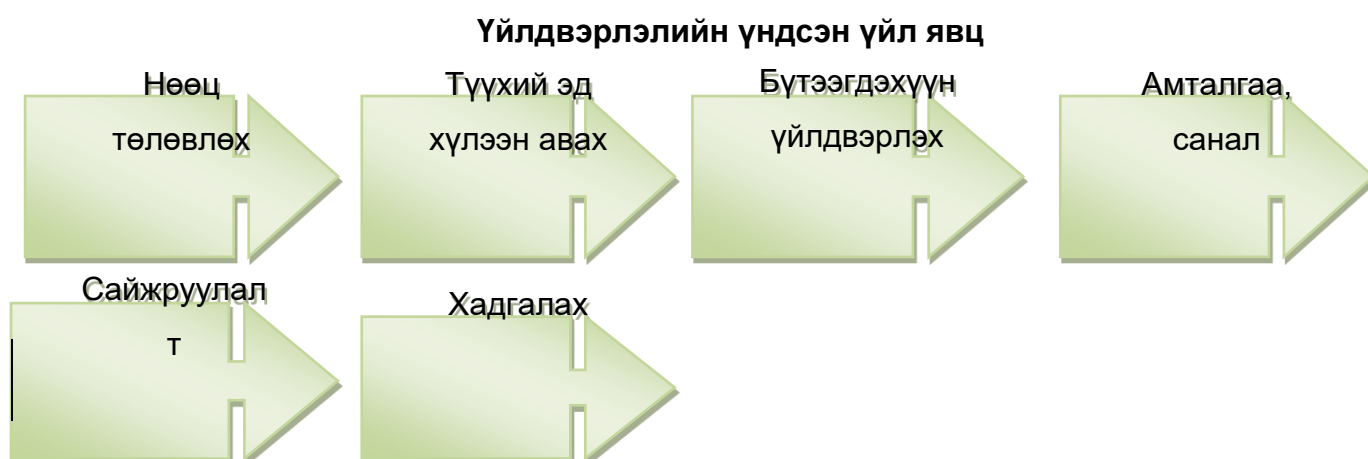 Үйлдвэрлэлийн үндсэн үйл явц
Нөөц
төлөвлөх
Түүхий эд
хүлээн авах
Бүтээгдэхүүн
үйлдвэрлэх
Амталгаа,
санал
Сайжруулал
т
Хадгалах